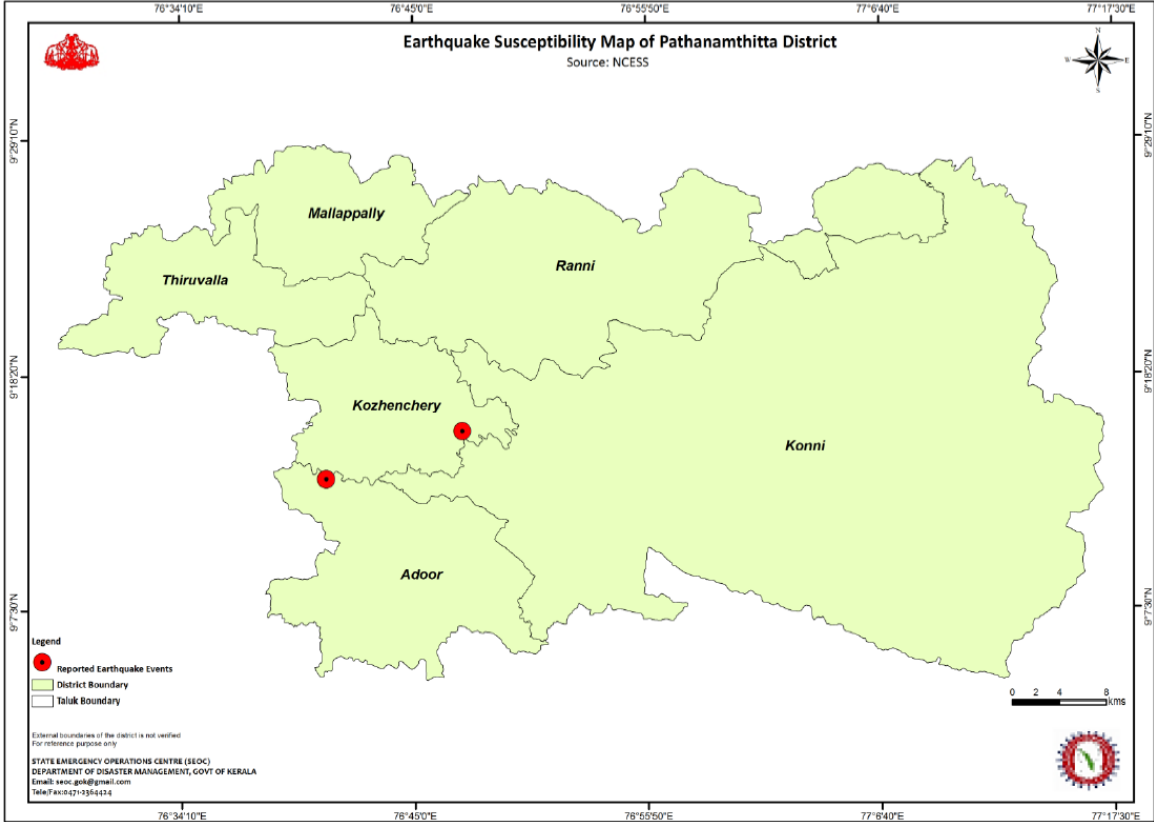 76°34'10"E 76°45'0"E 76°55'50"E 77°6'40"E 77°17'30"E
Earthquake Susceptibility Map of Pathanamthitta District
Source: NCESS
N
W E
S
9°29'10"N 9°29'10"N
Mallappally
Ranni
Thiruvalla
9°18'20"N 9°18'20"N
Kozhenchery
Konni
Adoor
9°7'30"N 9°7'30"N
Legend
Reported Earthquake Events
District Boundary
Taluk Boundary
0 2 4 8
kms
External boundaries of the district is not verified
For reference purpose only
STATE EMERGENCY OPERATIONS CENTRE (SEOC)
DEPARTMENT OF DISASTER MANAGEMENT, GOVT OF KERALA
Email: seoc.gok@gmail.com
Tele/Fax:0471-2364424
76°34'10"E 76°45'0"E 76°55'50"E 77°6'40"E 77°17'30"E